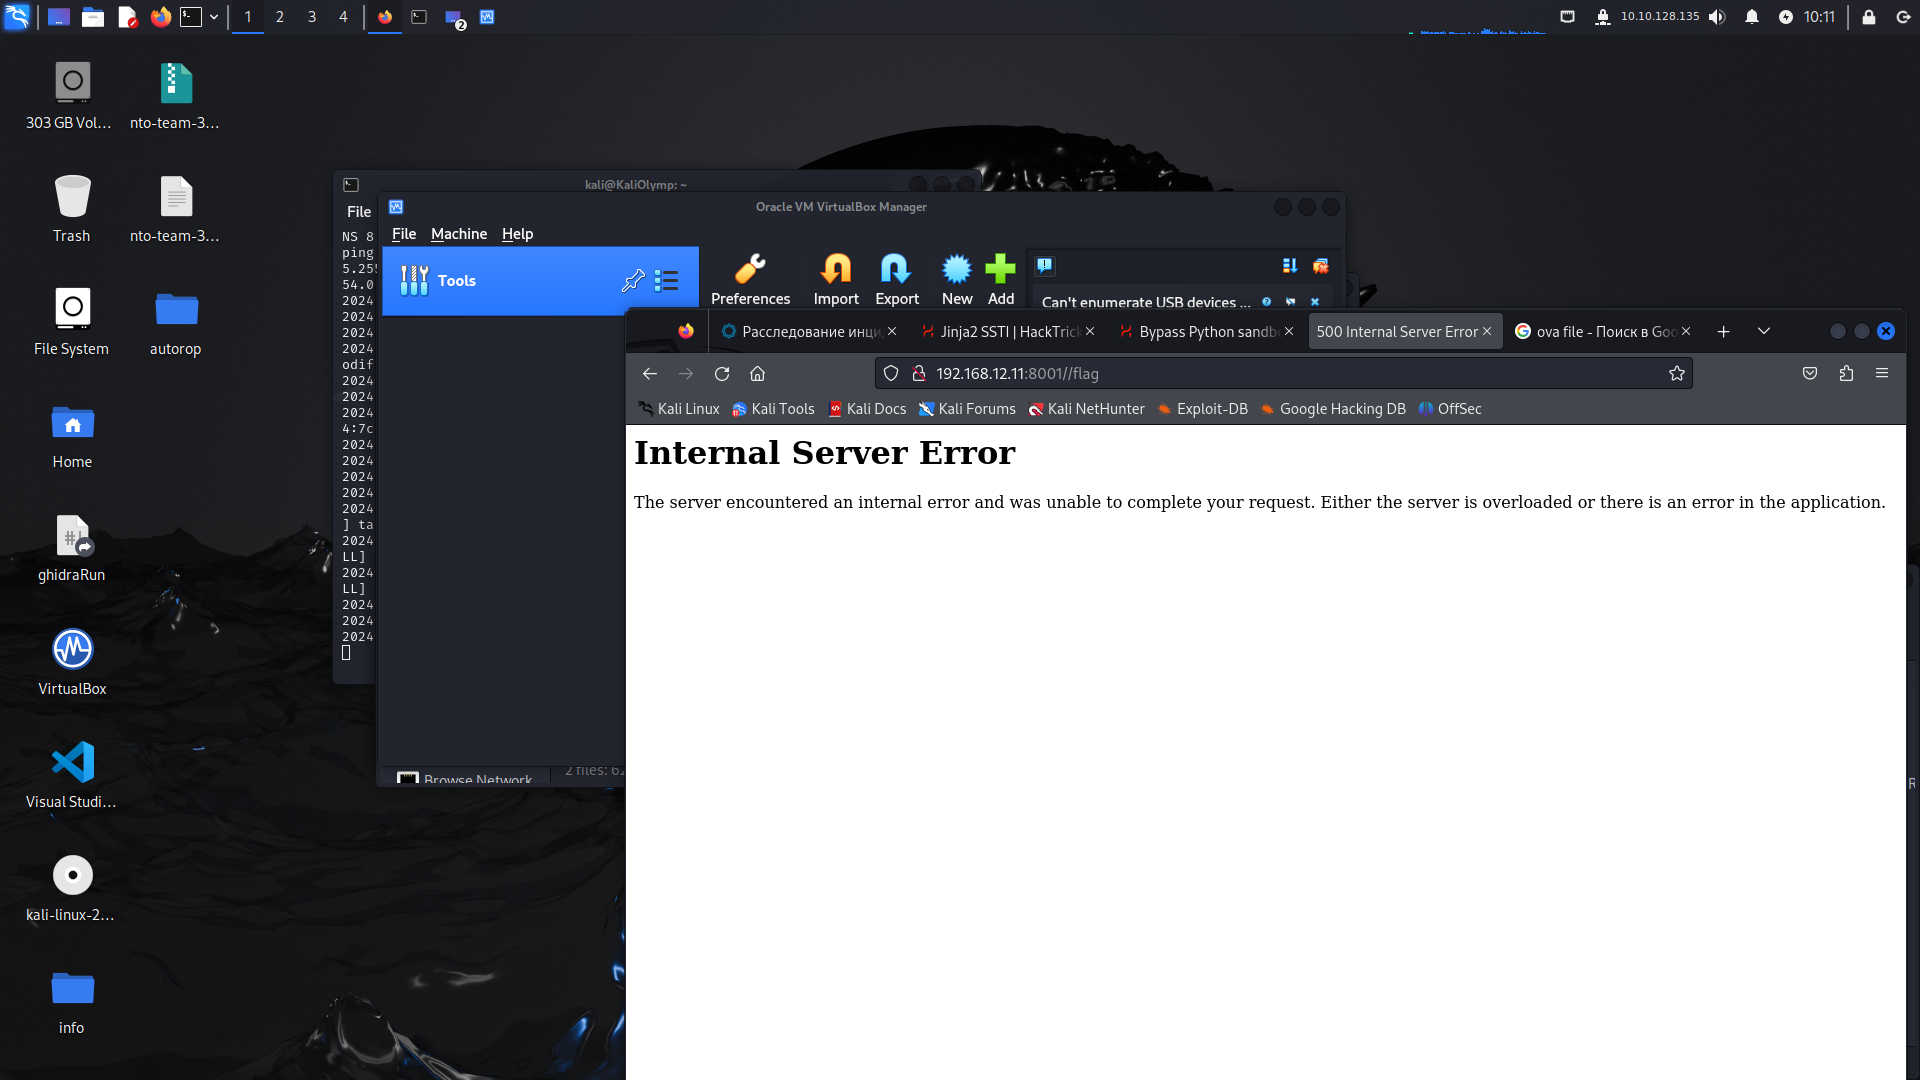 1 2 3 4
2
10.10.128.135
10:11
303 GB Vol...
nto-team-3...
Trash
nto-team-3...
File System
autorop
Home
ghidraRun
VirtualBox
Visual Studi...
kali-linux-2...
info
kali@KaliOlymp: ~
File
NS 8
ping
5.255
54.0
2024
2024
2024
2024
odif
2024
2024
2024
4:7c
2024
2024
2024
2024
2024
] ta
2024
LL]
2024
LL]
2024
2024
2024
Oracle VM VirtualBox Manager
File Machine Help
Tools
Preferences Import Export New Add
Can't enumerate USB devices ...
Browse Network
2 files: 62
Расследование инци
Jinja2 SSTI | HackTrick
Bypass Python sandb
500 Internal Server Error
ova file - Поиск в Goo
192.168.12.11:8001//flag
Kali Linux Kali Tools Kali Docs Kali Forums Kali NetHunter Exploit-DB Google Hacking DB OffSec
Internal Server Error
The server encountered an internal error and was unable to complete your request. Either the server is overloaded or there is an error in the application.